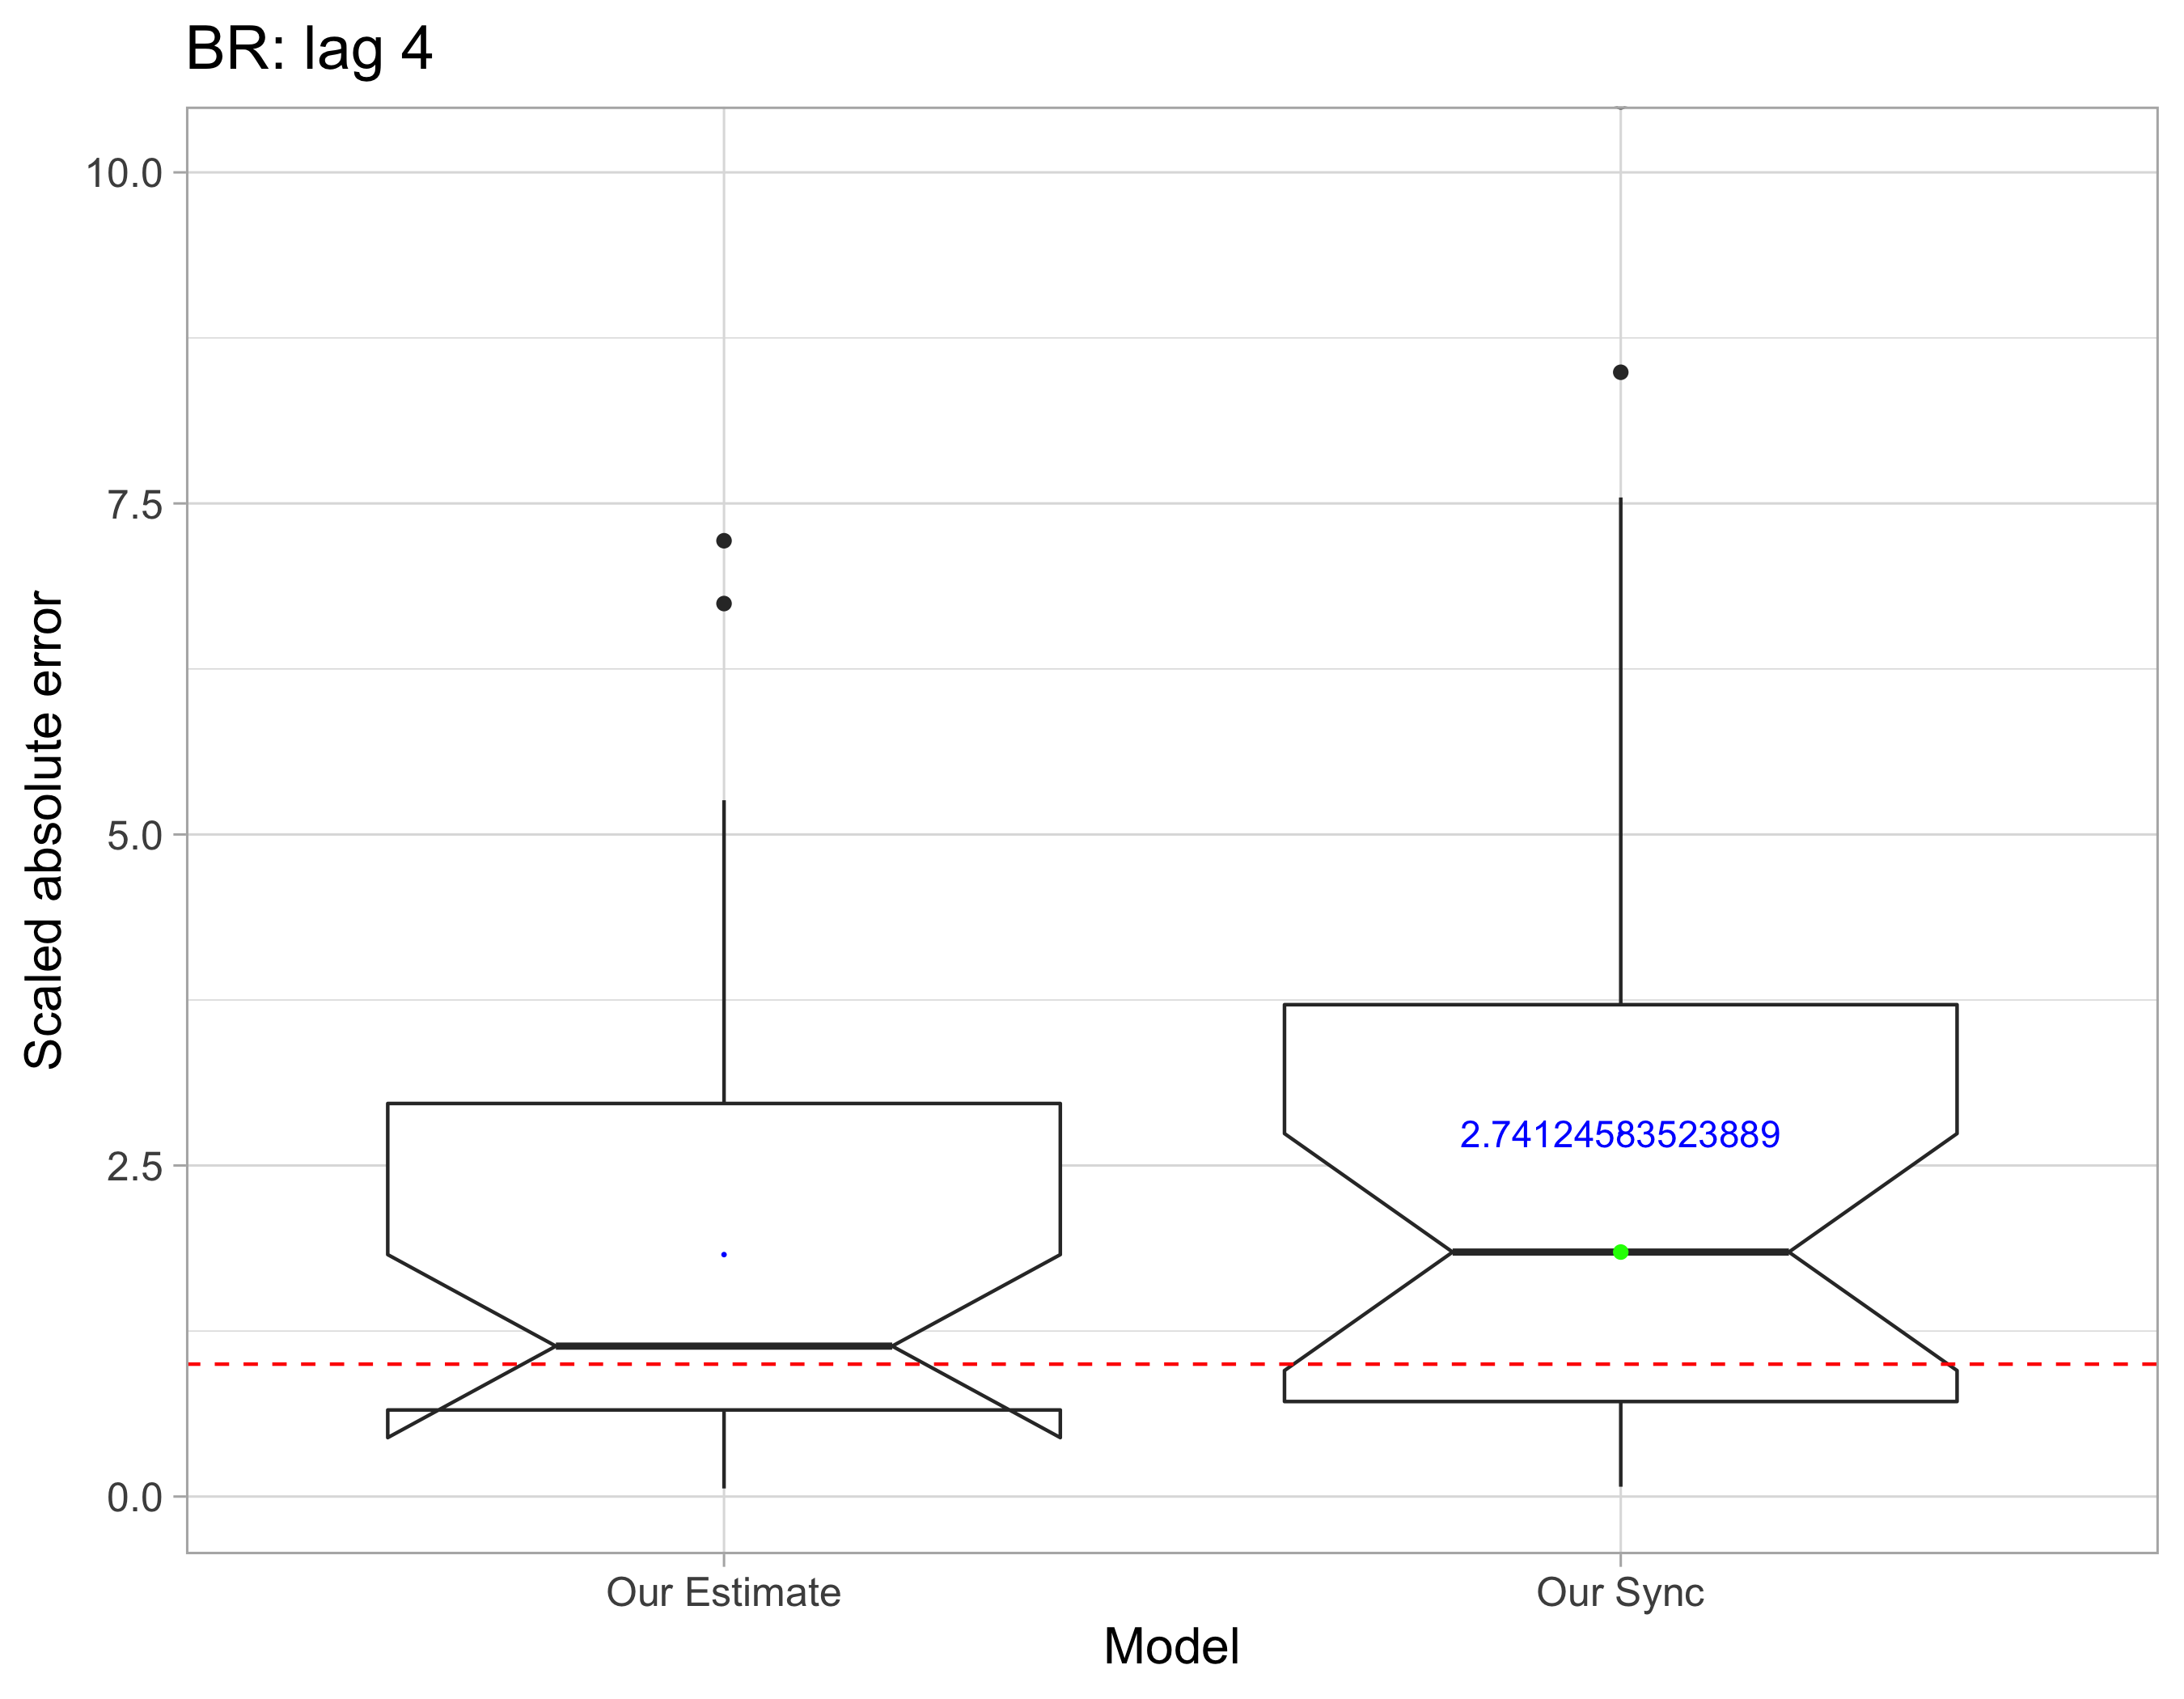 BR: lag 4
Scaled absolute error
10.0
7.5
5.0
2.5
0.0
2.74124583523889
Our Estimate
Our Sync
Model